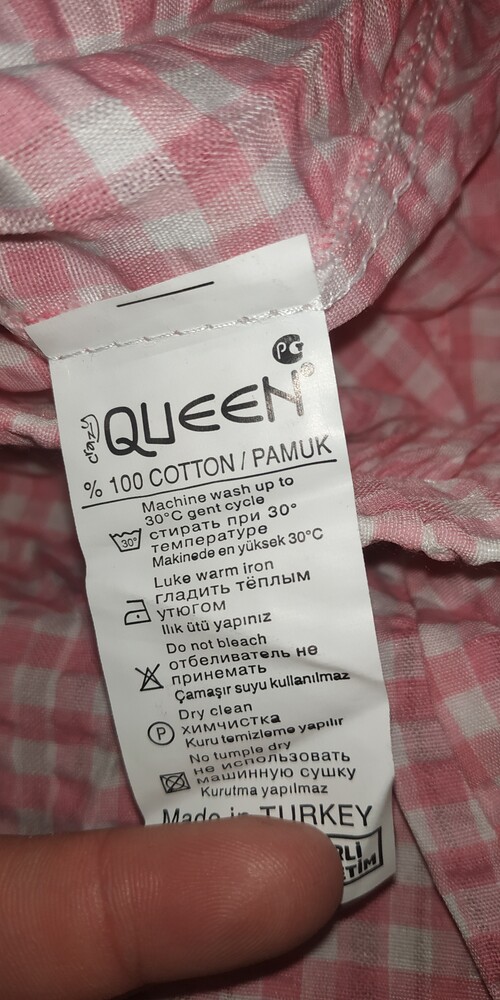 PG
crazy QUEEN®
% 100 COTTON / PAMUK
Machine wash up to
30°C gent cycle
30°
стирать при 30°
температуре
Makinede en yüksek 30°C
Luke warm iron
гладить тёплым
утюгом
Ilık ütü yapınız
Do not bleach
отбеливатель не
принемать
Çamaşır suyu kullanılmaz
Dry clean
P
химчистка
Kuru temizleme yapılır
No tumple dry
не использовать
машинную сушку
Kurutma yapılmaz
Made in TURKEY